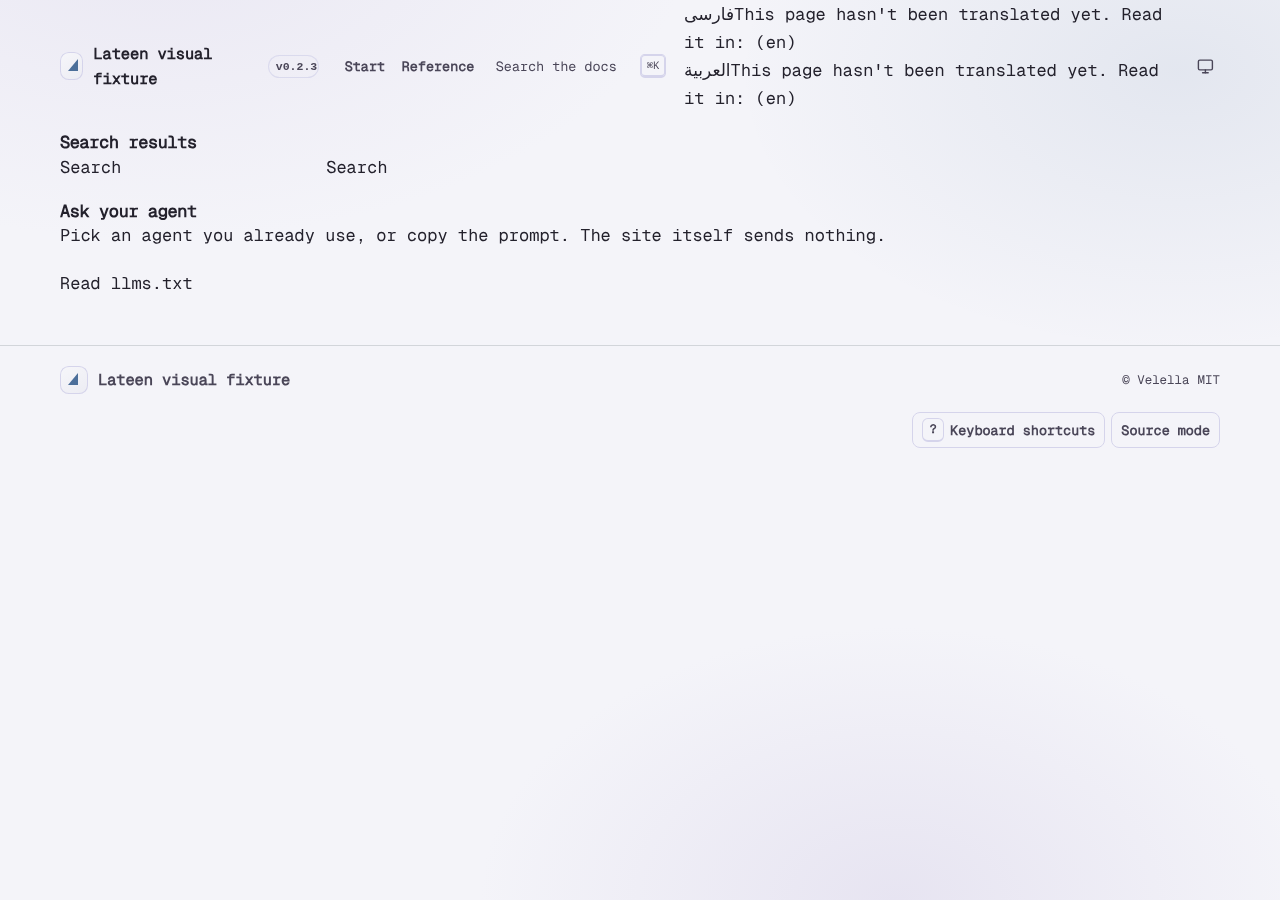 Lateen visual
fixture
v0.2.3
Start
Reference
Search the docs
⌘K
فارسیThis page hasn't been translated yet. Read
it in: (en)
العربيةThis page hasn't been translated yet. Read
it in: (en)
Search results
Search
Search
Ask your agent
Pick an agent you already use, or copy the prompt. The site itself sends nothing.
Read llms.txt
Lateen visual fixture
© Velella MIT
? Keyboard shortcuts
Source mode